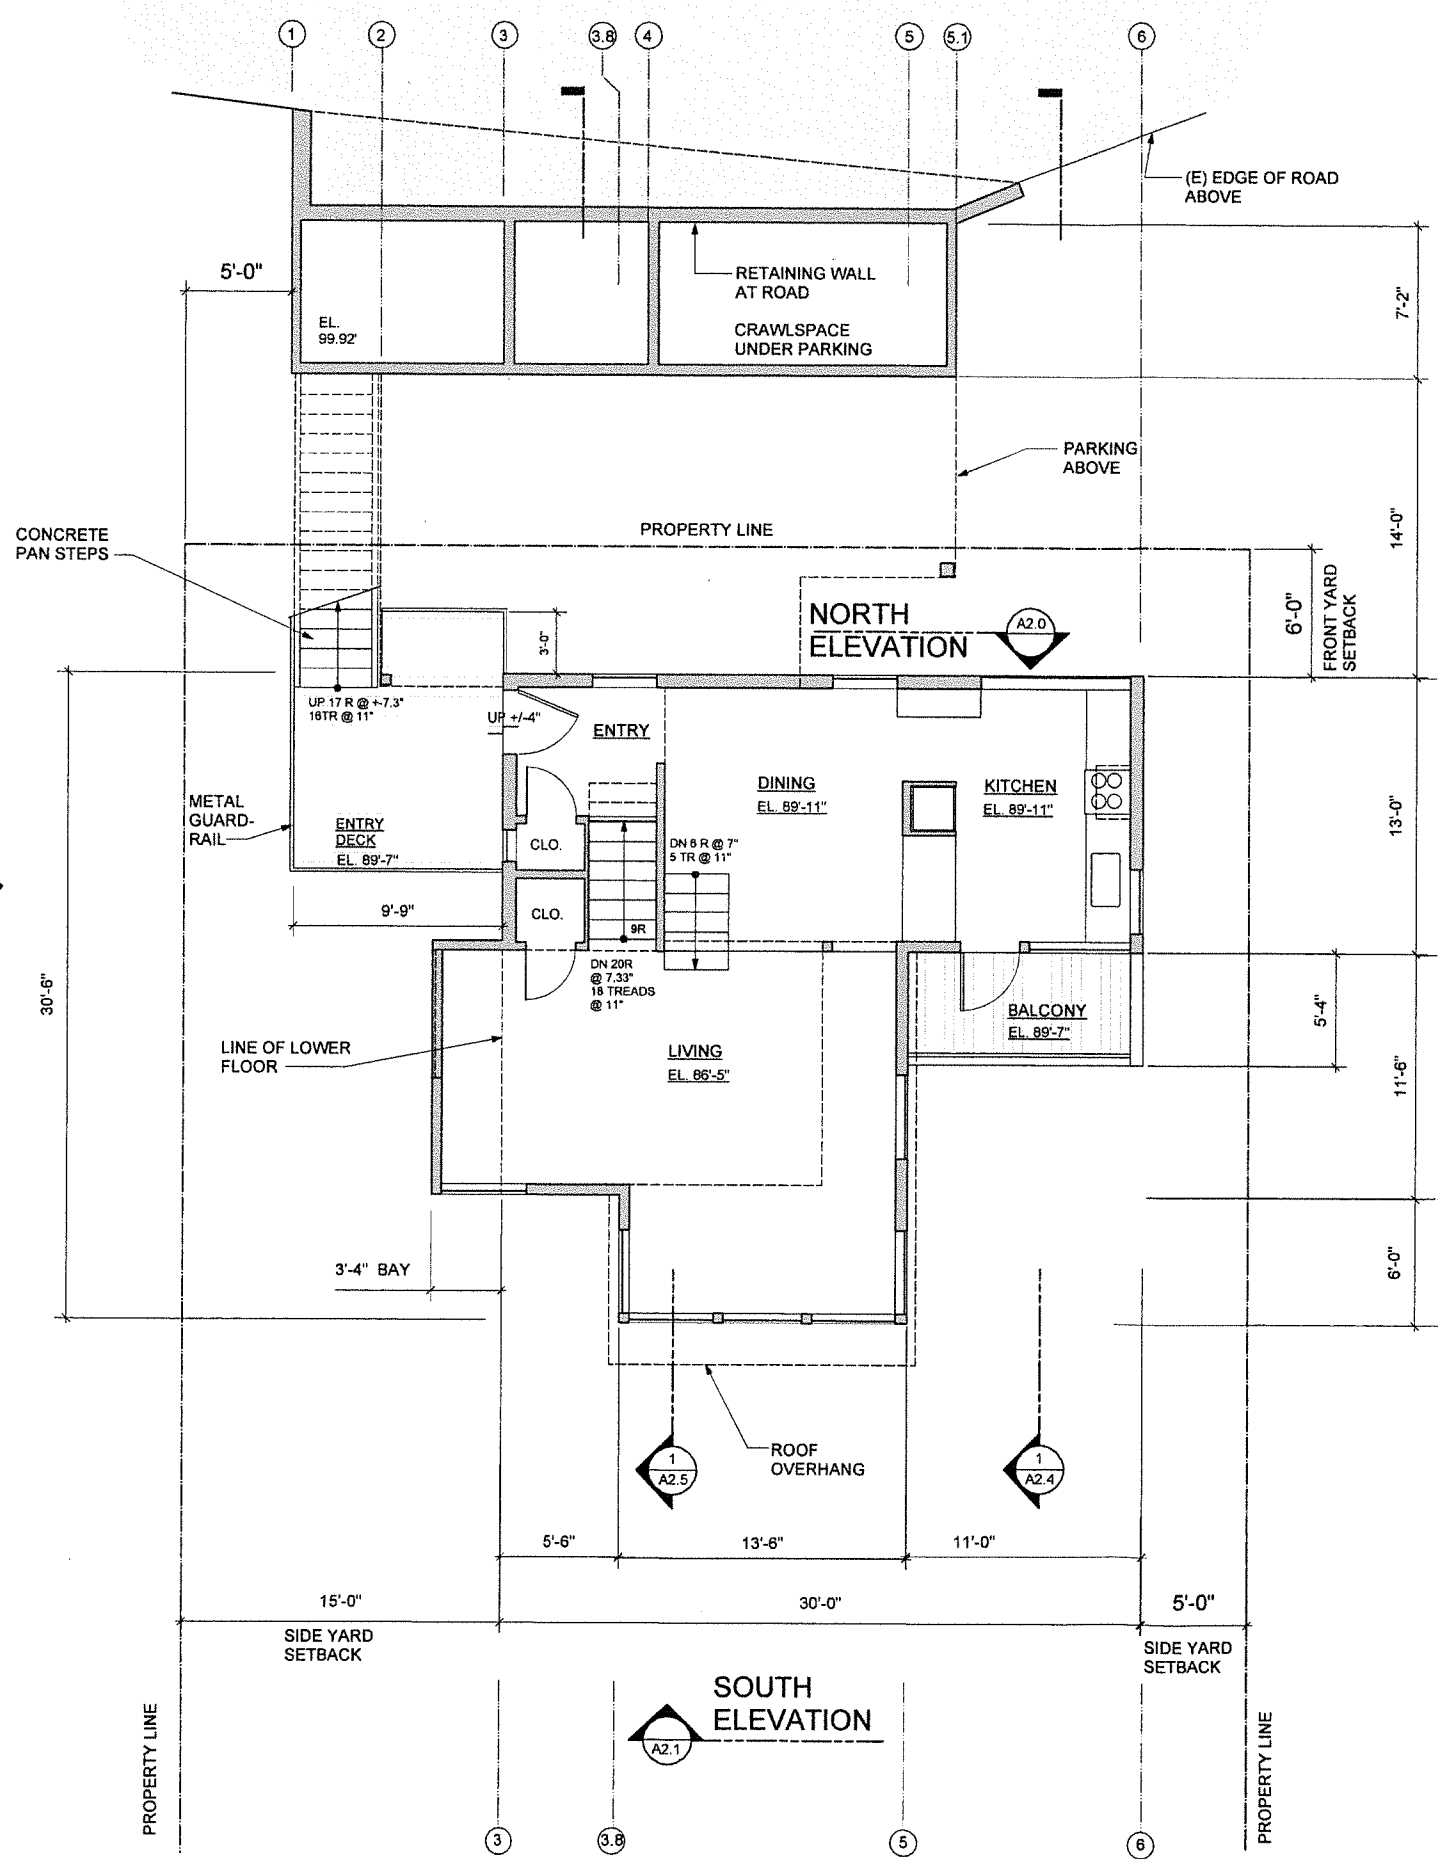 1
2
3
3.8
4
5
5.1
6
(E) EDGE OF ROAD
ABOVE
5'-0"
RETAINING WALL
AT ROAD
EL.
99.92'
CRAWLSPACE
UNDER PARKING
7'-2"
PARKING
ABOVE
CONCRETE
PAN STEPS
PROPERTY LINE
14'-0"
NORTH
ELEVATION
A2.0
6'-0"
FRONT YARD
SETBACK
3'-0"
UP 17 R @ +-7.3"
16TR @ 11"
UP +/-4"
ENTRY
METAL
GUARD-
RAIL
ENTRY
DECK
EL. 89'-7"
CLO.
DINING
EL. 89'-11"
KITCHEN
EL. 89'-11"
13'-0"
DN 6 R @ 7"
5 TR @ 11"
9'-9"
CLO.
9R
DN 20R
@ 7,33"
18 TREADS
@ 11"
30'-6"
BALCONY
EL. 89'-7"
5'-4"
LINE OF LOWER
FLOOR
LIVING
EL. 86'-5"
11'-6"
3'-4" BAY
6'-0"
1
A2.5
ROOF
OVERHANG
1
A2.4
5'-6"
13'-6"
11'-0"
15'-0"
30'-0"
5'-0"
SIDE YARD
SETBACK
SIDE YARD
SETBACK
SOUTH
ELEVATION
A2.1
PROPERTY LINE
PROPERTY LINE
3
3.8
5
6